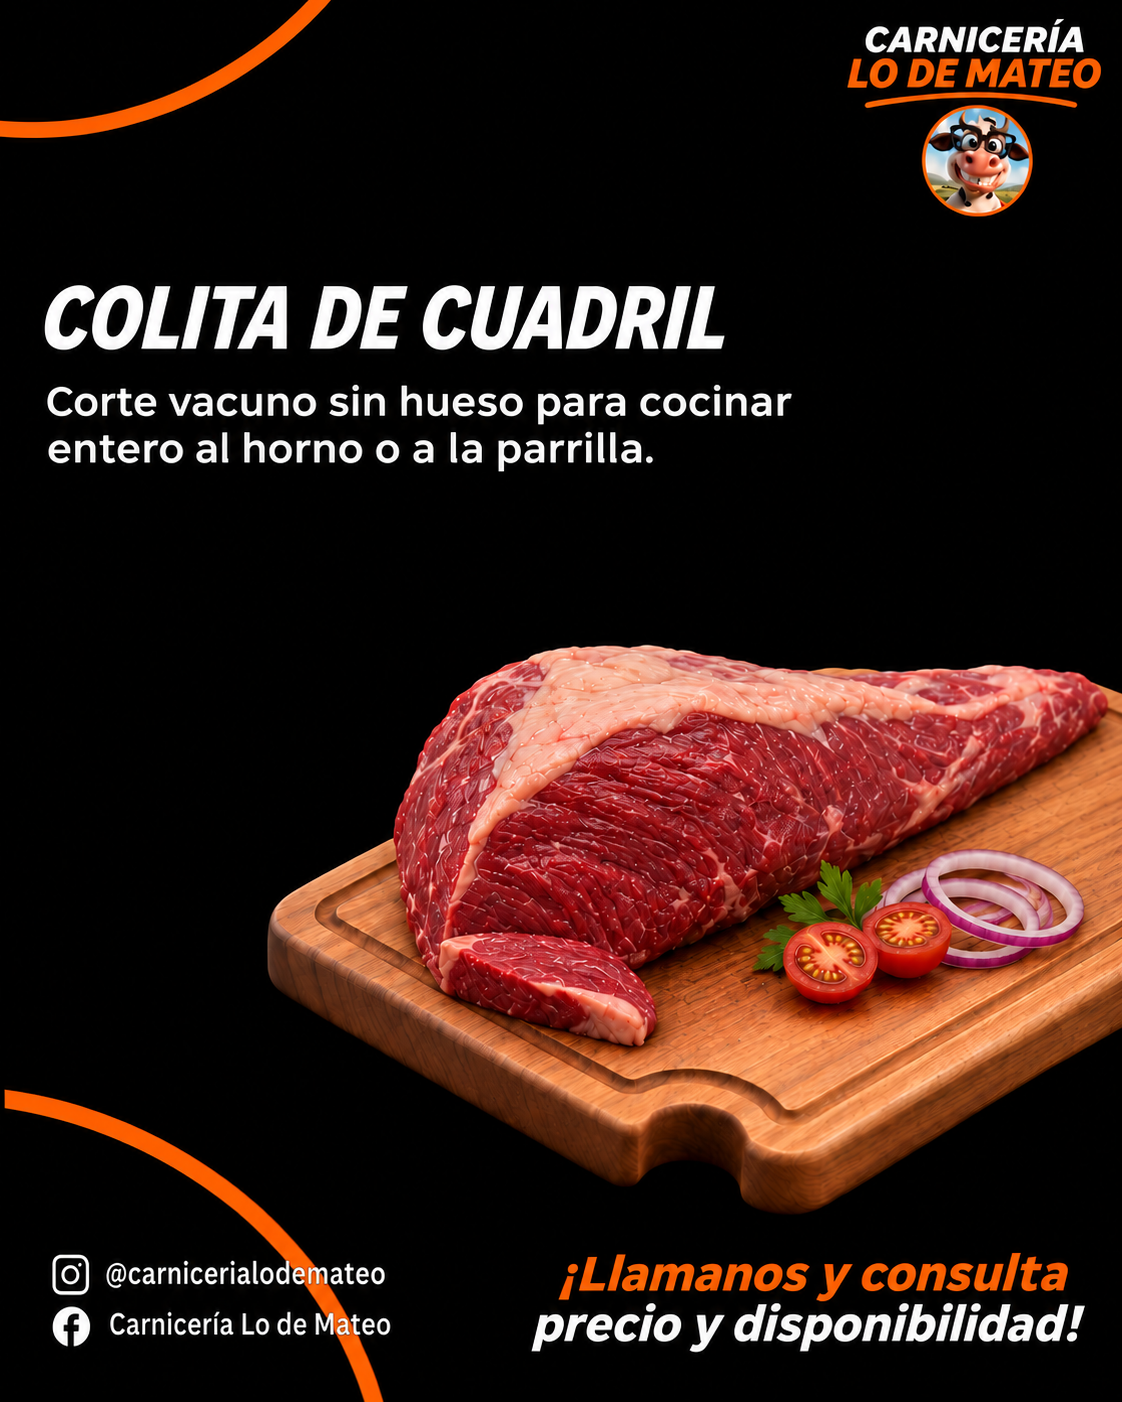 CARNICERÍA
LO DE MATEO
COLITA DE CUADRIL
Corte vacuno sin hueso para cocinar
entero al horno o a la parrilla.
@carnicerialodemateo
Carnicería Lo de Mateo
¡Llamanos y consulta
precio y disponibilidad!